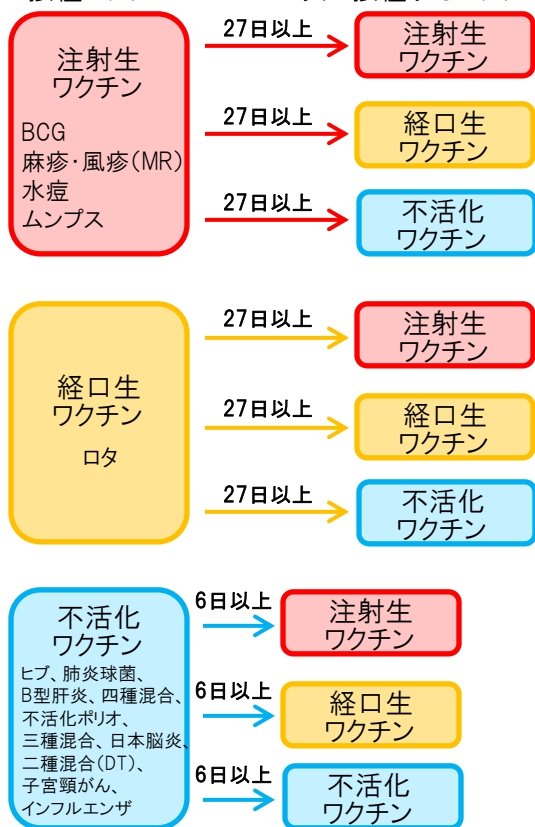 27日以上
注射生
ワクチン
注射生
ワクチン
BCG
麻疹・風疹(MR)
水痘
ムンプス
27日以上
経口生
ワクチン
27日以上
不活化
ワクチン
経口生
ワクチン
ロタ
27日以上
注射生
ワクチン
27日以上
経口生
ワクチン
27日以上
不活化
ワクチン
不活化
ワクチン
ヒブ、肺炎球菌、
B型肝炎、四種混合、
不活化ポリオ、
三種混合、日本脳炎、
二種混合(DT)、
子宮頸がん、
インフルエンザ
6日以上
注射生
ワクチン
6日以上
経口生
ワクチン
6日以上
不活化
ワクチン